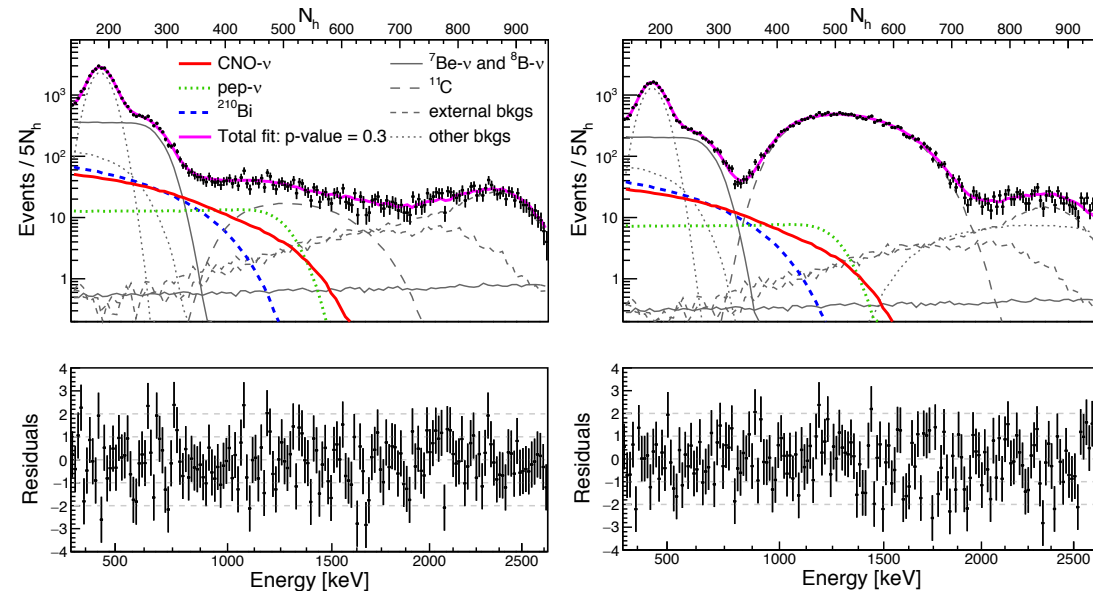 N_h
N_h
200 300 400 500 600 700 800 900
200 300 400 500 600 700 800 900
Events / 5N_h
10³
10²
10
1
CNO-ν
pep-ν
²¹⁰Bi
Total fit: p-value = 0.3
⁷Be-ν and ⁸B-ν
¹¹C
external bkgs
other bkgs
Events / 5N_h
10³
10²
10
1
Residuals
4
3
2
1
0
−1
−2
−3
−4
500 1000 1500 2000 2500
Energy [keV]
Residuals
4
3
2
1
0
−1
−2
−3
−4
500 1000 1500 2000 2500
Energy [keV]